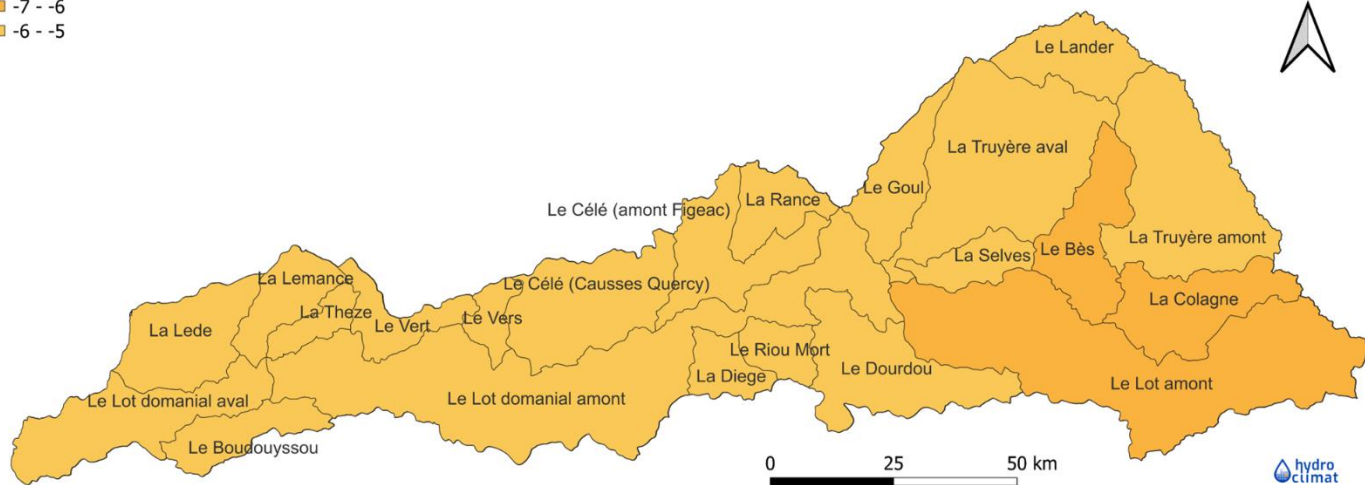 -7 - -6
-6 - -5
Le Lander
La Truyère aval
Le Goul
La Rance
Le Célé (amont Figeac)
La Truyère amont
Le Bès
La Selves
La Lemance
Le Célé (Causses Quercy)
La Colagne
La Theze
Le Vers
Le Vert
La Lede
Le Riou Mort
Le Dourdou
La Diege
Le Lot amont
Le Lot domanial amont
Le Lot domanial aval
Le Boudouyssou
0 25 50 km
hydro
climat